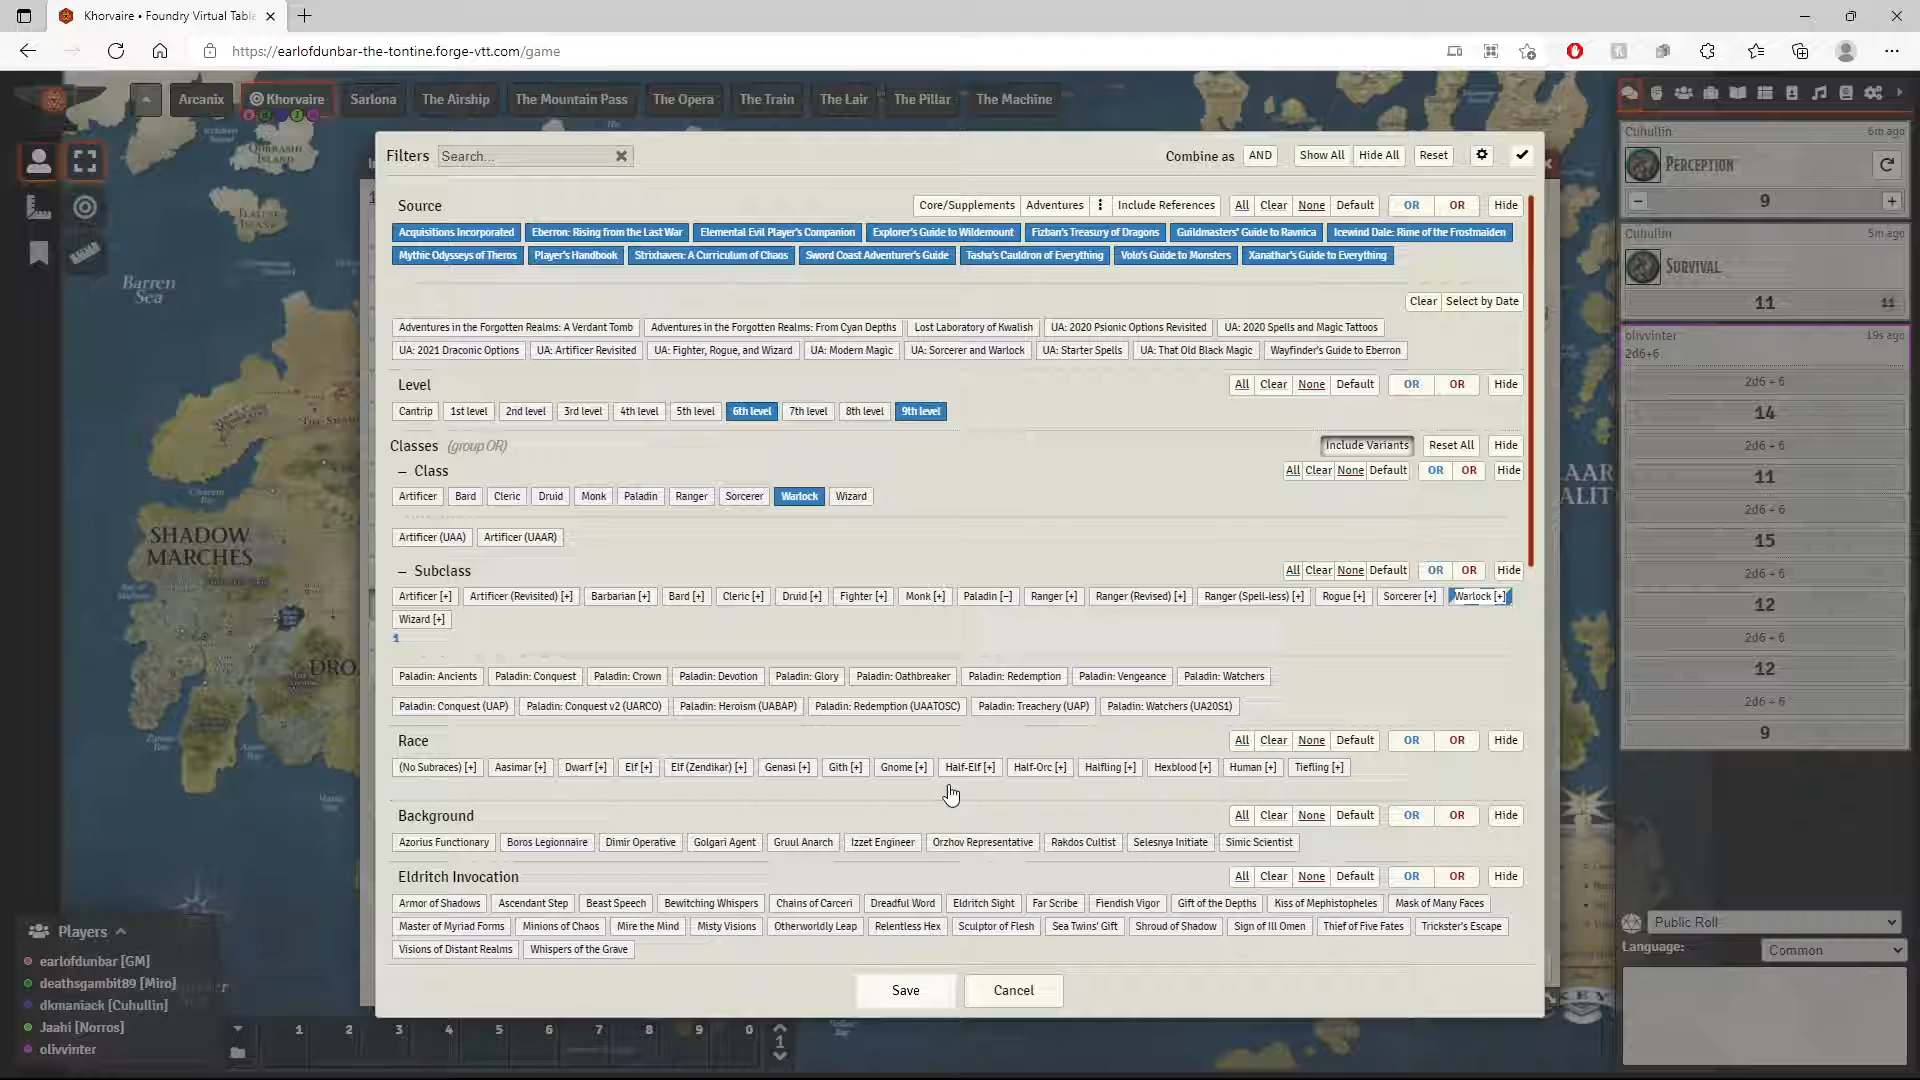 Khorvaire • Foundry Virtual Table
https://earlofdunbar-the-tontine.forge-vtt.com/game
Arcanix Khorvaire Sarlona The Airship The Mountain Pass The Opera The Train The Lair The Pillar The Machine
Filters Search... Combine as AND Show All Hide All Reset
Source Core/Supplements Adventures Include References All Clear None Default OR OR Hide
Acquisitions Incorporated Eberron: Rising from the Last War Elemental Evil Player's Companion Explorer's Guide to Wildemount Fizban's Treasury of Dragons Guildmasters' Guide to Ravnica Icewind Dale: Rime of the Frostmaiden
Mythic Odysseys of Theros Player's Handbook Strixhaven: A Curriculum of Chaos Sword Coast Adventurer's Guide Tasha's Cauldron of Everything Volo's Guide to Monsters Xanathar's Guide to Everything
Clear Select by Date
Adventures in the Forgotten Realms: A Verdant Tomb Adventures in the Forgotten Realms: From Cyan Depths Lost Laboratory of Kwalish UA: 2020 Psionic Options Revisited UA: 2020 Spells and Magic Tattoos
UA: 2021 Draconic Options UA: Artificer Revisited UA: Fighter, Rogue, and Wizard UA: Modern Magic UA: Sorcerer and Warlock UA: Starter Spells UA: That Old Black Magic Wayfinder's Guide to Eberron
Level All Clear None Default OR OR Hide
Cantrip 1st level 2nd level 3rd level 4th level 5th level 6th level 7th level 8th level 9th level
Classes (group OR) Include Variants Reset All Hide
– Class All Clear None Default OR OR Hide
Artificer Bard Cleric Druid Monk Paladin Ranger Sorcerer Warlock Wizard
Artificer (UAA) Artificer (UAAR)
– Subclass All Clear None Default OR OR Hide
Artificer [+] Artificer (Revisited) [+] Barbarian [+] Bard [+] Cleric [+] Druid [+] Fighter [+] Monk [+] Paladin [–] Ranger [+] Ranger (Revised) [+] Ranger (Spell-less) [+] Rogue [+] Sorcerer [+] Warlock [+]
Wizard [+]
1
Paladin: Ancients Paladin: Conquest Paladin: Crown Paladin: Devotion Paladin: Glory Paladin: Oathbreaker Paladin: Redemption Paladin: Vengeance Paladin: Watchers
Paladin: Conquest (UAP) Paladin: Conquest v2 (UARCO) Paladin: Heroism (UABAP) Paladin: Redemption (UAATOSC) Paladin: Treachery (UAP) Paladin: Watchers (UA20S1)
Race All Clear None Default OR OR Hide
(No Subraces) [+] Aasimar [+] Dwarf [+] Elf [+] Elf (Zendikar) [+] Genasi [+] Gith [+] Gnome [+] Half-Elf [+] Half-Orc [+] Halfling [+] Hexblood [+] Human [+] Tiefling [+]
Background All Clear None Default OR OR Hide
Azorius Functionary Boros Legionnaire Dimir Operative Golgari Agent Gruul Anarch Izzet Engineer Orzhov Representative Rakdos Cultist Selesnya Initiate Simic Scientist
Eldritch Invocation All Clear None Default OR OR Hide
Armor of Shadows Ascendant Step Beast Speech Bewitching Whispers Chains of Carceri Dreadful Word Eldritch Sight Far Scribe Fiendish Vigor Gift of the Depths Kiss of Mephistopheles Mask of Many Faces
Master of Myriad Forms Minions of Chaos Mire the Mind Misty Visions Otherworldly Leap Relentless Hex Sculptor of Flesh Sea Twins' Gift Shroud of Shadow Sign of Ill Omen Thief of Five Fates Trickster's Escape
Visions of Distant Realms Whispers of the Grave
Save Cancel
Barren
Sea
SHADOW
MARCHES
Cuhullin 6m ago
Perception
− 9 +
Cuhullin 5m ago
Survival
11 11
olivvinter 19s ago
2d6+6
2d6 + 6
14
2d6 + 6
11
2d6 + 6
15
2d6 + 6
12
2d6 + 6
12
2d6 + 6
9
Public Roll
Language: Common
Players
earlofdunbar [GM]
deathsgambit89 [Miro]
dkmaniack [Cuhullin]
Jaahi [Norros]
olivvinter
1 2 3 4 5 6 7 8 9 0 1